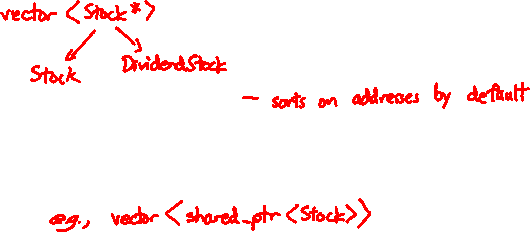 vector <Stock*>
Stock DividendStock
- sorts on addresses by default
e.g., vector <shared_ptr <Stock>>